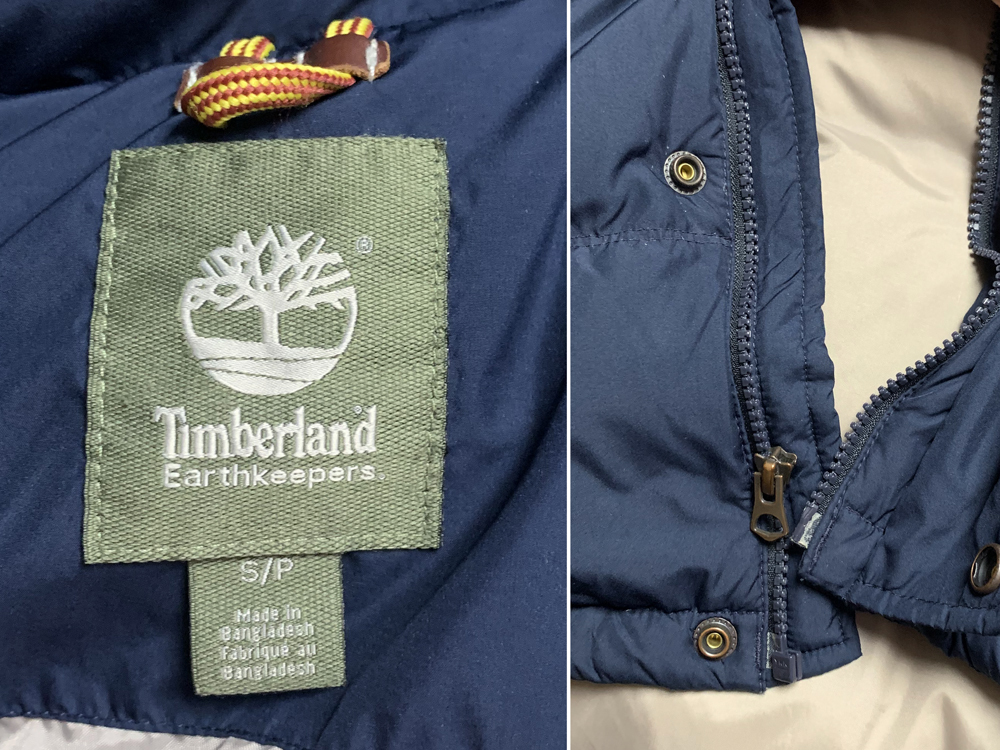 ®
Timberland®
Earthkeepers.
S/P
Made in
Bangladesh
Fabriqué au
Bangladesh